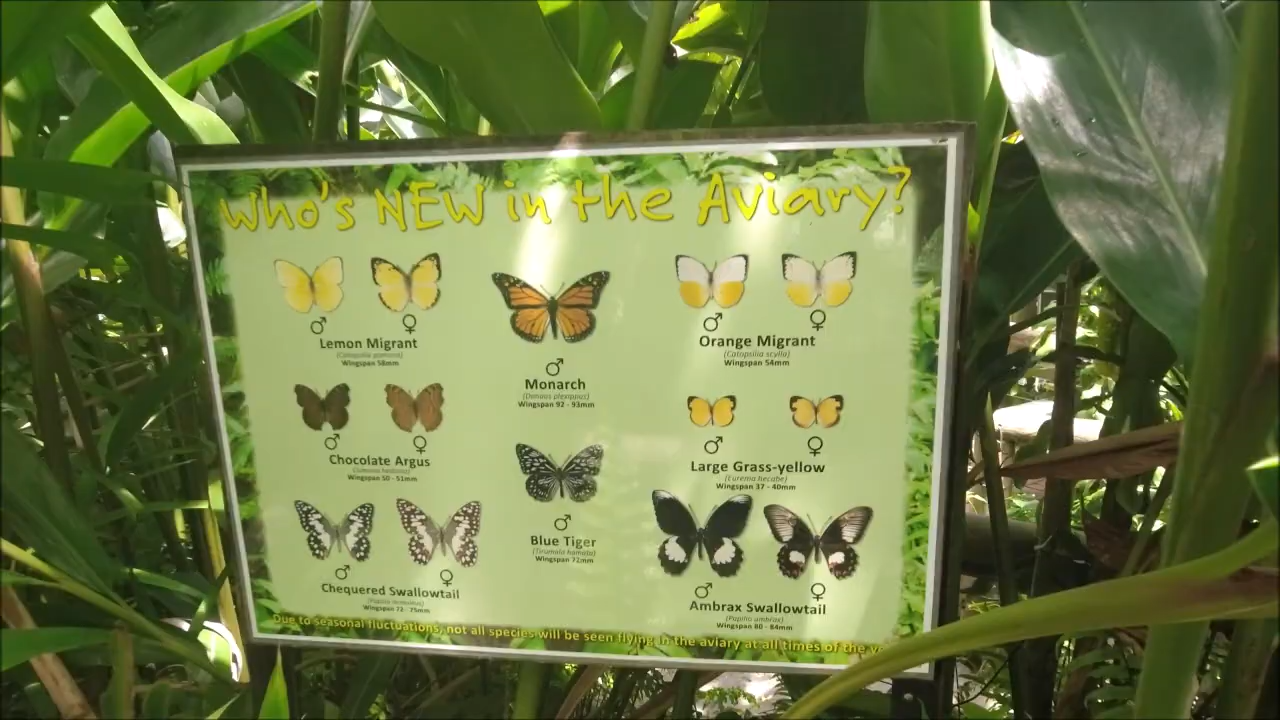 Who's NEW in the Aviary?
♂ ♀
Lemon Migrant
(Catopsilia pomona)
Wingspan 58mm
♂
Monarch
(Danaus plexippus)
Wingspan 92 - 93mm
♂ ♀
Orange Migrant
(Catopsilia scylla)
Wingspan 54mm
♂ ♀
Chocolate Argus
Wingspan 50 - 51mm
♂ ♀
Large Grass-yellow
(Eurema hecabe)
Wingspan 37 - 40mm
♂
Blue Tiger
(Tirumala hamata)
Wingspan 72mm
♂ ♀
Chequered Swallowtail
Wingspan 72 - 75mm
♂ ♀
Ambrax Swallowtail
(Papilio ambrax)
Wingspan 80 - 84mm
Due to seasonal fluctuations, not all species will be seen flying in the aviary at all times of the